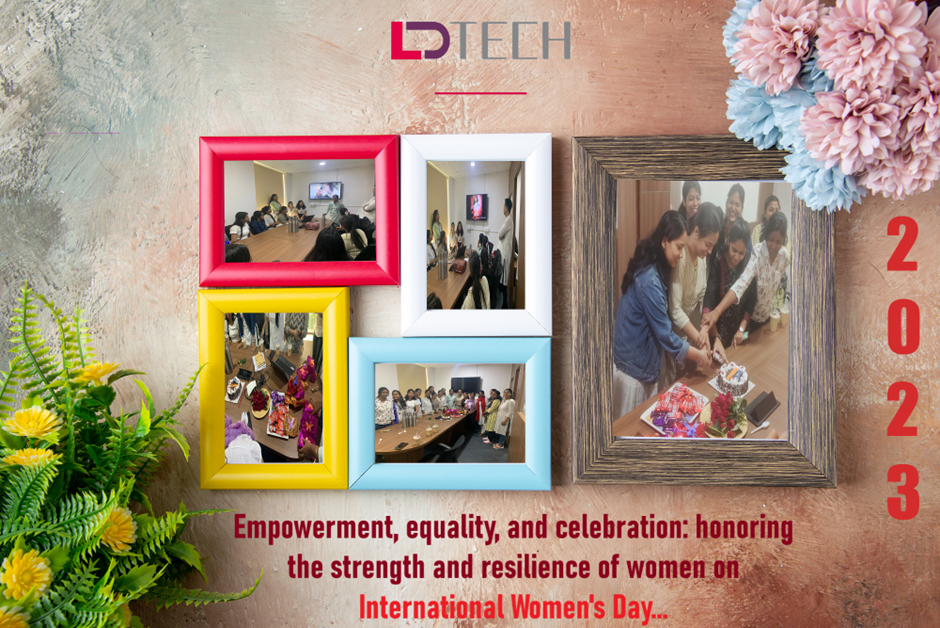 LDTECH
2
0
2
3
Empowerment, equality, and celebration: honoring
the strength and resilience of women on
International Women's Day...